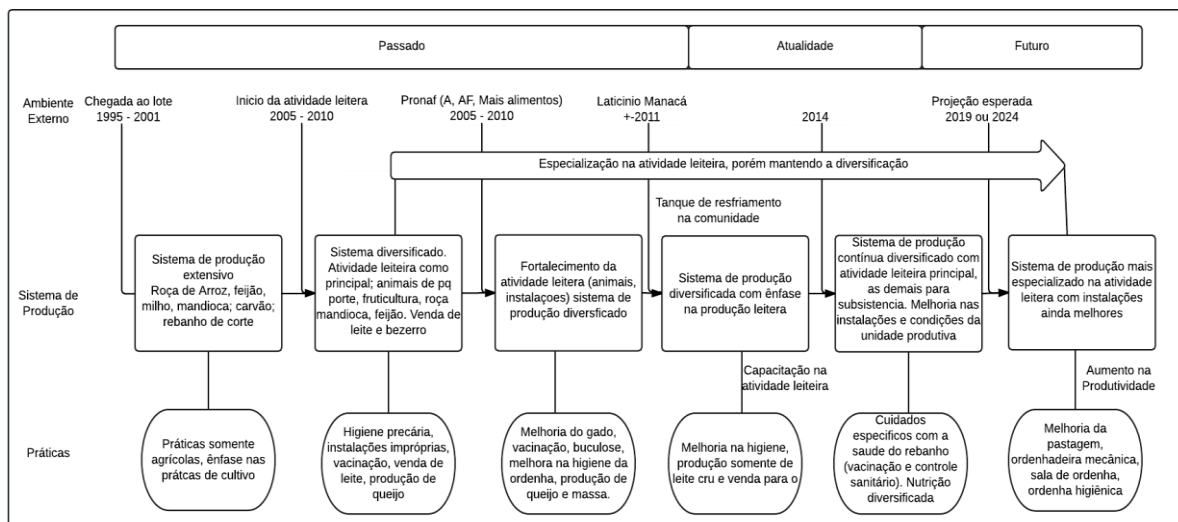 Passado
Atualidade
Futuro
Ambiente
Externo
Chegada ao lote
1995 - 2001
Inicio da atividade leitera
2005 - 2010
Pronaf (A, AF, Mais alimentos)
2005 - 2010
Laticinio Manacá
+-2011
2014
Projeção esperada
2019 ou 2024
Especialização na atividade leiteira, porém mantendo a diversificação
Tanque de resfriamento
na comunidade
Sistema de
Produção
Sistema de produção
extensivo
Roça de Arroz, feijão,
milho, mandioca; carvão;
rebanho de corte
Sistema diversificado.
Atividade leiteira como
principal; animais de pq
porte, fruticultura, roça
mandioca, feijão. Venda de
leite e bezerro
Fortalecimento da
atividade leitera (animais,
instalaçoes) sistema de
produção diversficado
Sistema de produção
diversificada com ênfase
na produção leitera
Sistema de produção
contínua diversificado com
atividade leiteira principal,
as demais para
subsistencia. Melhoria nas
instalações e condições da
unidade produtiva
Sistema de produção mais
especializado na atividade
leitera com instalações
ainda melhores
Capacitação na
atividade leiteira
Aumento na
Produtividade
Práticas
Práticas somente
agrícolas, ênfase nas
prátcas de cultivo
Higiene precária,
instalações impróprias,
vacinação, venda de
leite, produção de
queijo
Melhoria do gado,
vacinação, buculose,
melhora na higiene da
ordenha, produção de
queijo e massa.
Melhoria na higiene,
produção somente de
leite cru e venda para o
Cuidados
especificos com a
saude do rebanho
(vacinação e controle
sanitário). Nutrição
diversificada
Melhoria da
pastagem,
ordenhadeira mecânica,
sala de ordenha,
ordenha higiênica